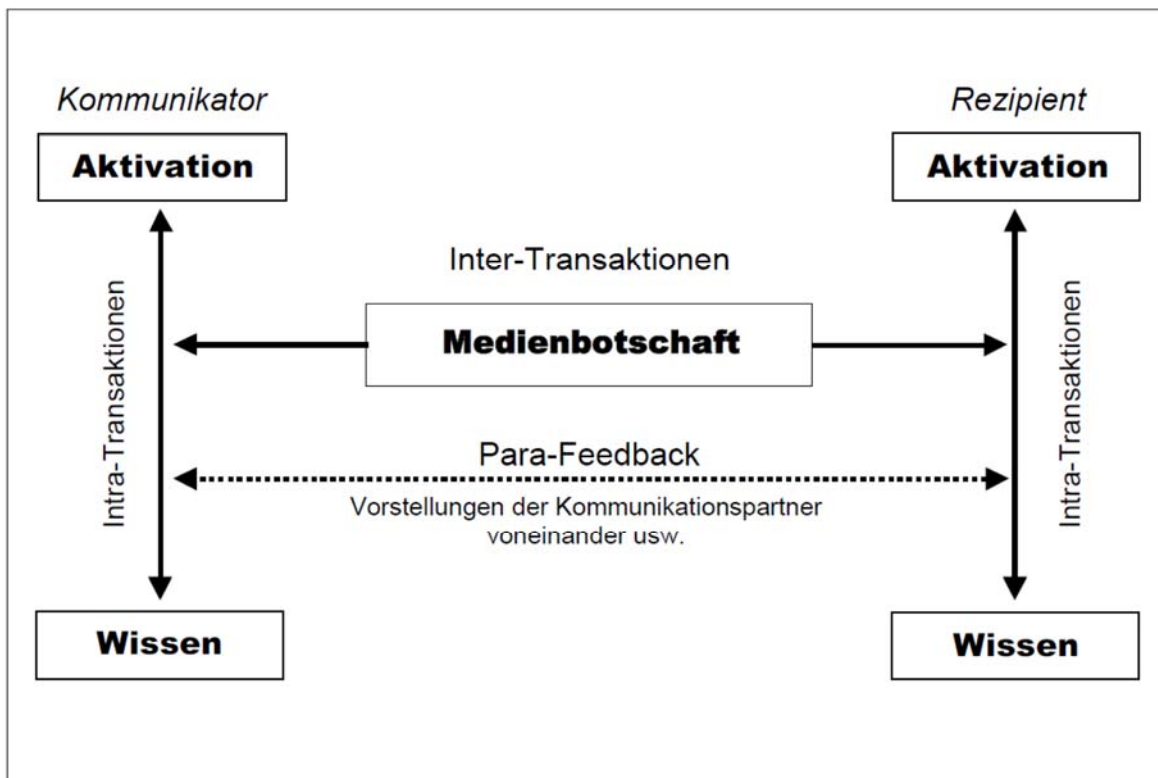 Kommunikator
Rezipient
Aktivation
Aktivation
Inter-Transaktionen
Medienbotschaft
Intra-Transaktionen
Intra-Transaktionen
Para-Feedback
Vorstellungen der Kommunikationspartner
voneinander usw.
Wissen
Wissen